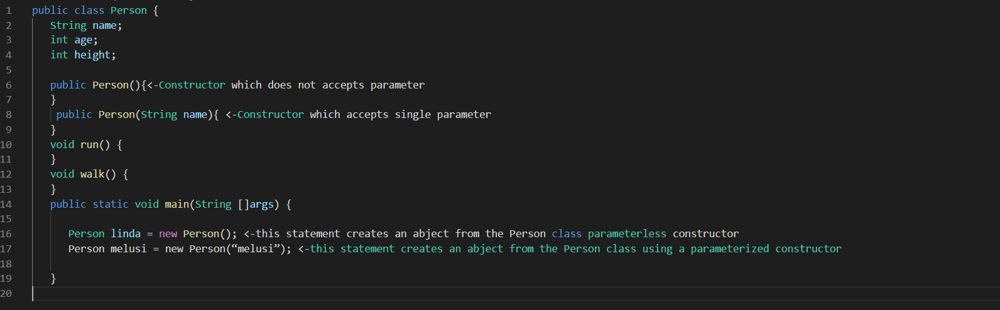 1 public class Person {
2 String name;
3 int age;
4 int height;
5
6 public Person(){<-Constructor which does not accepts parameter
7 }
8 public Person(String name){ <-Constructor which accepts single parameter
9 }
10 void run() {
11 }
12 void walk() {
13 }
14 public static void main(String []args) {
15
16 Person linda = new Person(); <-this statement creates an abject from the Person class parameterless constructor
17 Person melusi = new Person(“melusi”); <-this statement creates an abject from the Person class using a parameterized constructor
18
19 }
20